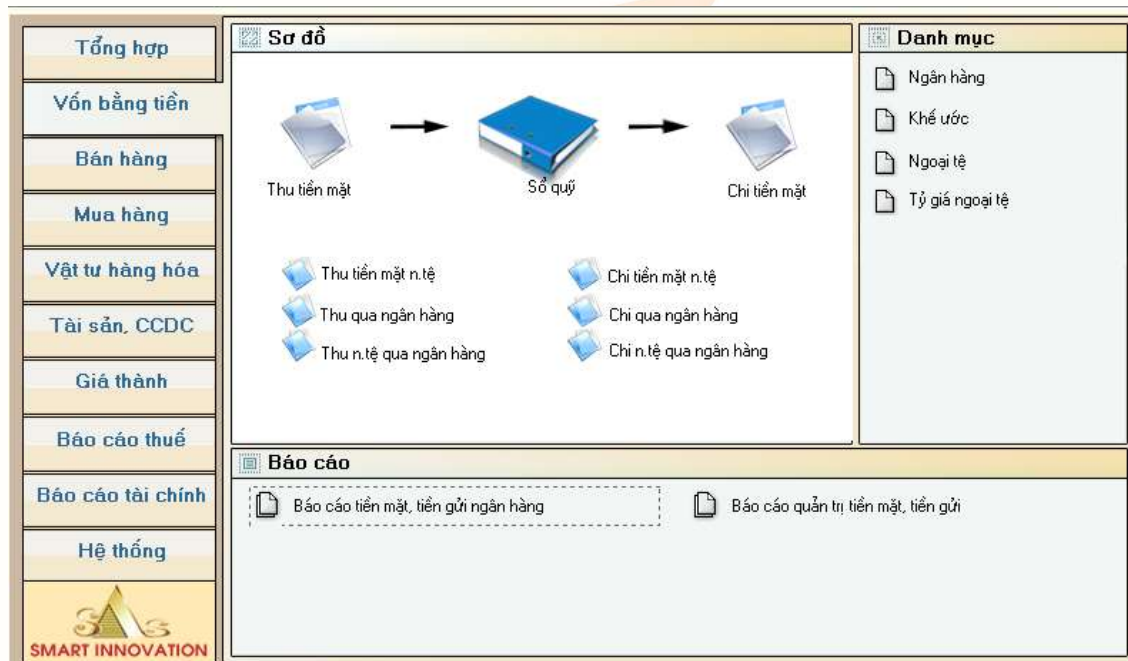 Tổng hợp
Vốn bằng tiền
Bán hàng
Mua hàng
Vật tư hàng hóa
Tài sản, CCDC
Giá thành
Báo cáo thuế
Báo cáo tài chính
Hệ thống
SAS
SMART INNOVATION
Sơ đồ
Thu tiền mặt
Sổ quỹ
Chi tiền mặt
Thu tiền mặt n.tệ
Chi tiền mặt n.tệ
Thu qua ngân hàng
Chi qua ngân hàng
Thu n.tệ qua ngân hàng
Chi n.tệ qua ngân hàng
Danh mục
Ngân hàng
Khế ước
Ngoại tệ
Tỷ giá ngoại tệ
Báo cáo
Báo cáo tiền mặt, tiền gửi ngân hàng
Báo cáo quản trị tiền mặt, tiền gửi